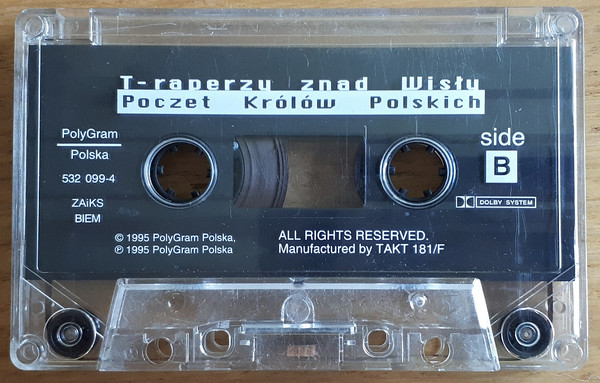 T-raperzy znad Wisły
Poczet Królów Polskich
PolyGram
Polska
532 099-4
ZAiKS
BIEM
side
B
DOLBY SYSTEM
© 1995 PolyGram Polska,
℗ 1995 PolyGram Polska
ALL RIGHTS RESERVED.
Manufactured by TAKT 181/F